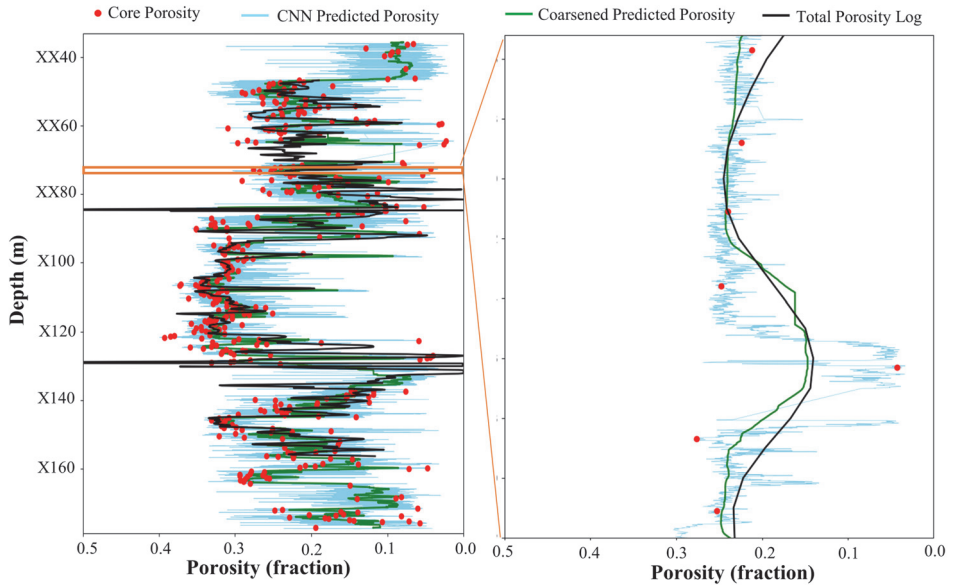 Core Porosity CNN Predicted Porosity Coarsened Predicted Porosity Total Porosity Log
Depth (m)
XX40
XX60
XX80
X100
X120
X140
X160
0.5 0.4 0.3 0.2 0.1 0.0
Porosity (fraction)
0.5 0.4 0.3 0.2 0.1 0.0
Porosity (fraction)